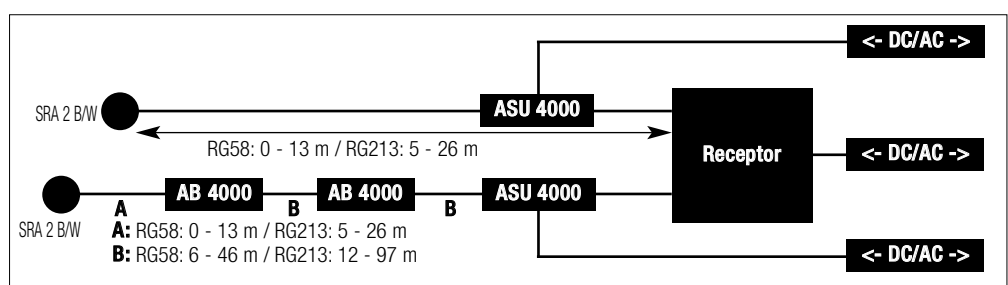 <- DC/AC ->
SRA 2 B/W
ASU 4000
RG58: 0 - 13 m / RG213: 5 - 26 m
Receptor
<- DC/AC ->
SRA 2 B/W
A
AB 4000
B
AB 4000
B
ASU 4000
A: RG58: 0 - 13 m / RG213: 5 - 26 m
B: RG58: 6 - 46 m / RG213: 12 - 97 m
<- DC/AC ->